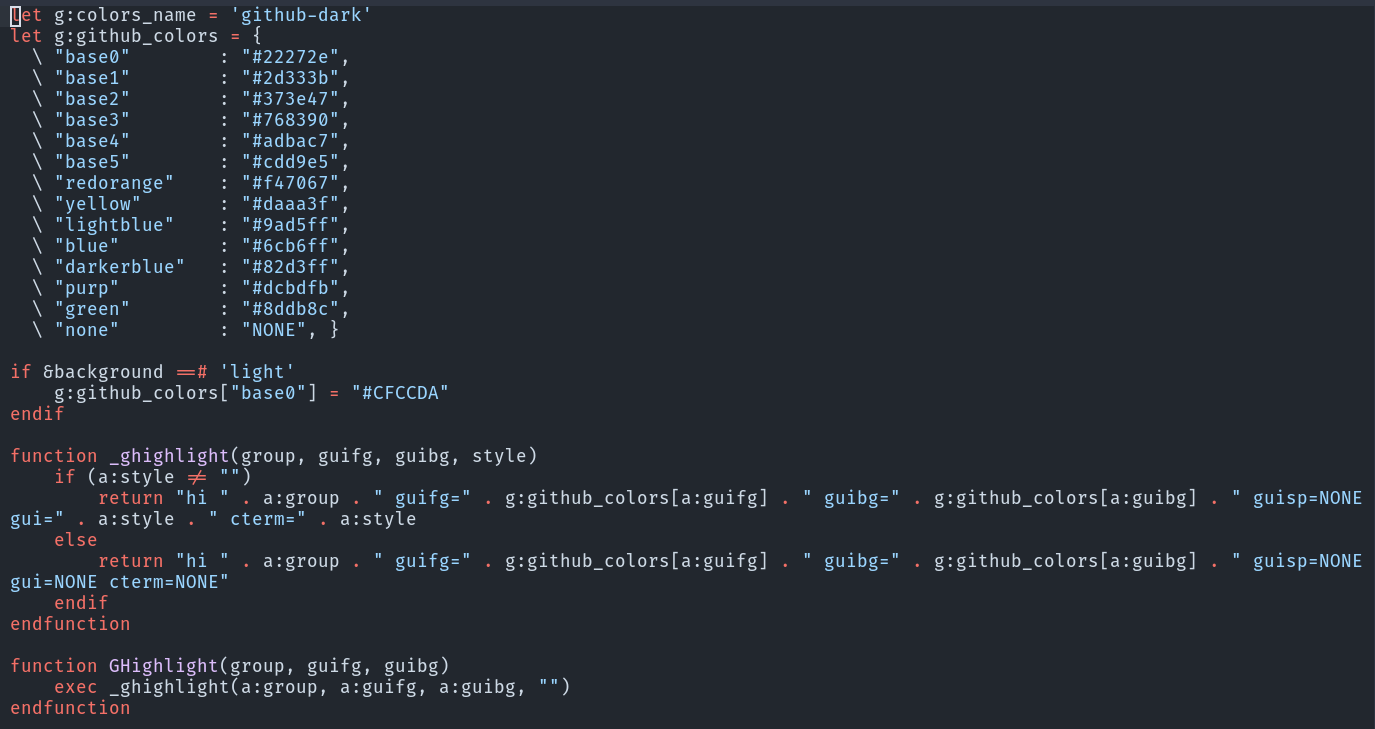 let g:colors_name = 'github-dark'
let g:github_colors = {
  \ "base0"        : "#22272e",
  \ "base1"        : "#2d333b",
  \ "base2"        : "#373e47",
  \ "base3"        : "#768390",
  \ "base4"        : "#adbac7",
  \ "base5"        : "#cdd9e5",
  \ "redorange"    : "#f47067",
  \ "yellow"       : "#daaa3f",
  \ "lightblue"    : "#9ad5ff",
  \ "blue"         : "#6cb6ff",
  \ "darkerblue"   : "#82d3ff",
  \ "purp"         : "#dcbdfb",
  \ "green"        : "#8ddb8c",
  \ "none"         : "NONE", }

if &background ==# 'light'
    g:github_colors["base0"] = "#CFCCDA"
endif

function _ghighlight(group, guifg, guibg, style)
    if (a:style != "")
        return "hi " . a:group . " guifg=" . g:github_colors[a:guifg] . " guibg=" . g:github_colors[a:guibg] . " guisp=NONE
gui=" . a:style . " cterm=" . a:style
    else
        return "hi " . a:group . " guifg=" . g:github_colors[a:guifg] . " guibg=" . g:github_colors[a:guibg] . " guisp=NONE
gui=NONE cterm=NONE"
    endif
endfunction

function GHighlight(group, guifg, guibg)
    exec _ghighlight(a:group, a:guifg, a:guibg, "")
endfunction